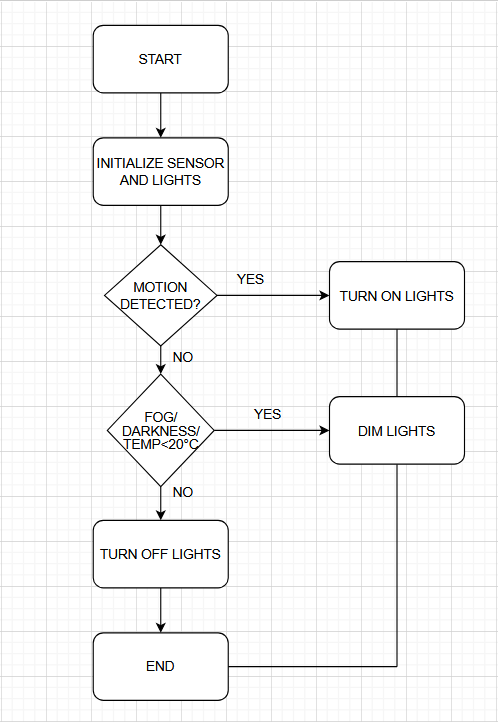 START
INITIALIZE SENSOR
AND LIGHTS
MOTION
DETECTED?
YES
TURN ON LIGHTS
NO
FOG/
DARKNESS/
TEMP<20°C
YES
DIM LIGHTS
NO
TURN OFF LIGHTS
END